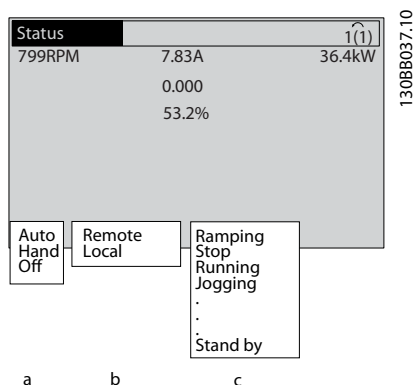 Status 1(1)
799RPM 7.83A 36.4kW
0.000
53.2%
130BB037.10
Auto
Hand
Off
Remote
Local
Ramping
Stop
Running
Jogging
.
.
.
Stand by
a b c